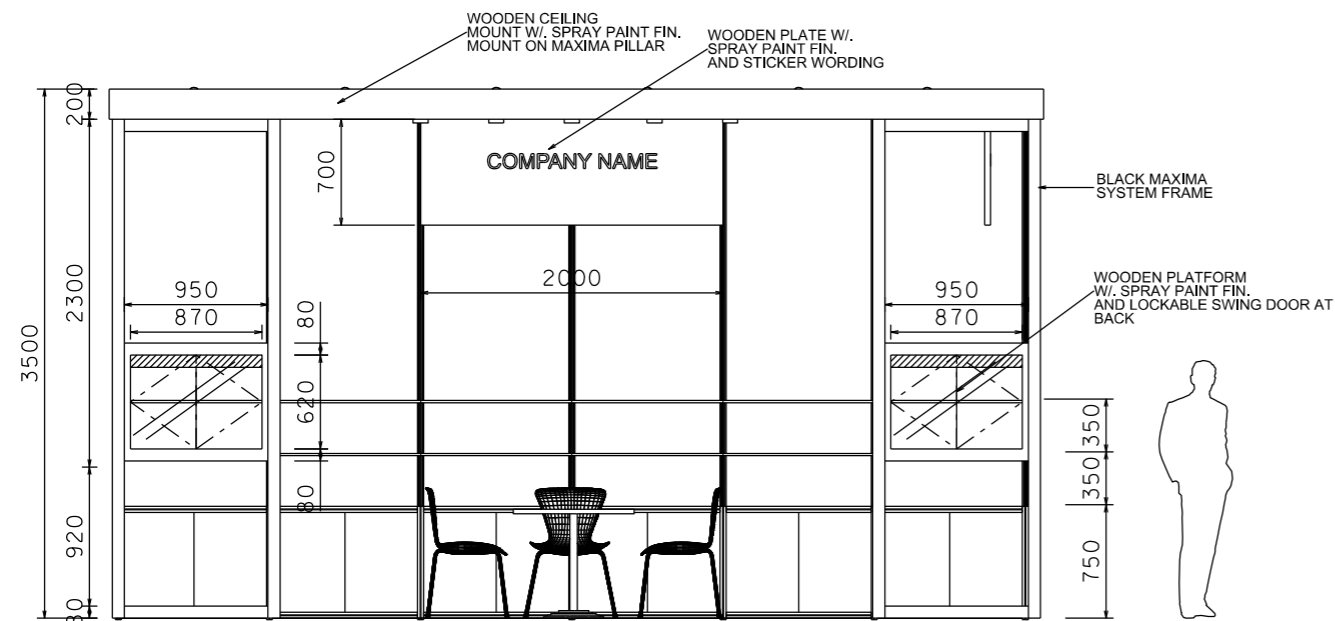 WOODEN CEILING
MOUNT W/. SPRAY PAINT FIN.
MOUNT ON MAXIMA PILLAR
WOODEN PLATE W/.
SPRAY PAINT FIN.
AND STICKER WORDING
200
700
COMPANY NAME
BLACK MAXIMA
SYSTEM FRAME
2300
3500
2000
950
870
80
950
870
WOODEN PLATFORM
W/. SPRAY PAINT FIN.
AND LOCKABLE SWING DOOR AT
BACK
620
350
350
80
920
750